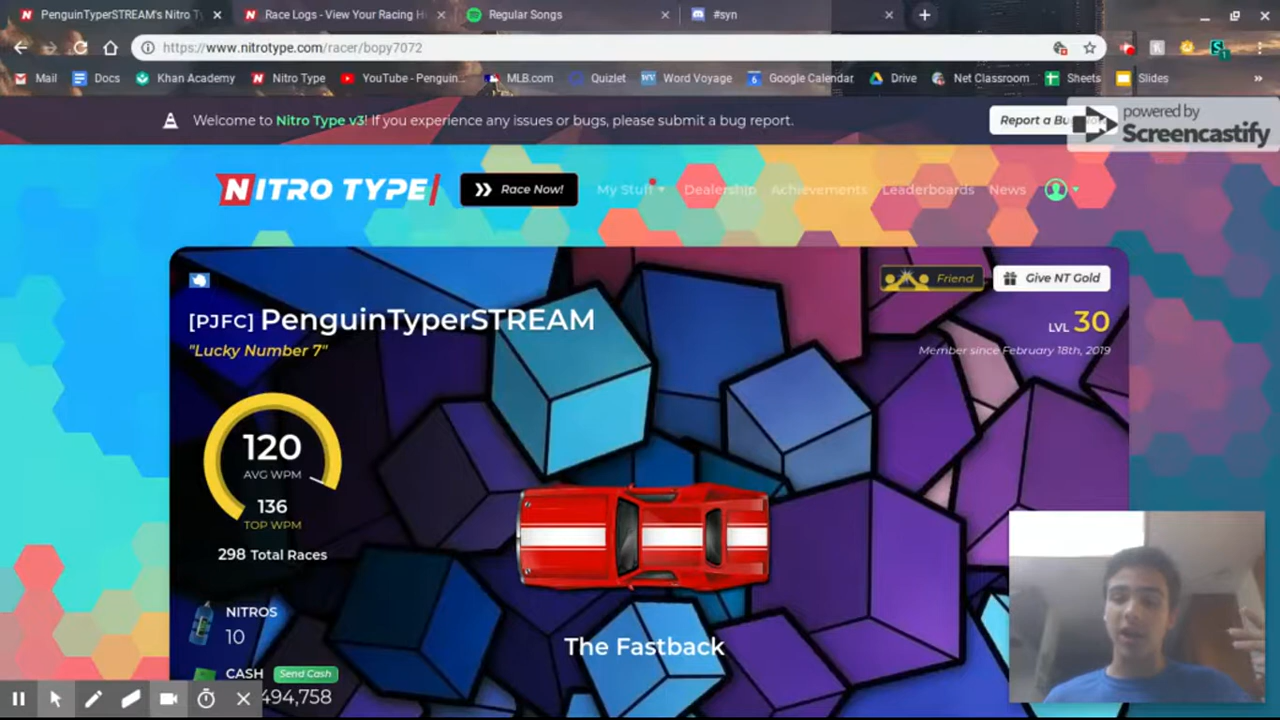 PenguinTyperSTREAM's Nitro T
Race Logs - View Your Racing H
Regular Songs
#syn
https://www.nitrotype.com/racer/bopy7072
Mail
Docs
Khan Academy
Nitro Type
YouTube - Penguin...
MLB.com
Quizlet
WV Word Voyage
6 Google Calendar
Drive
Net Classroom
Sheets
Slides
»
Welcome to Nitro Type v3! If you experience any issues or bugs, please submit a bug report.
Report a Bu
powered by
Screencastify
NITRO TYPE
Race Now!
My Stuff
Dealership
Achievements
Leaderboards
News
Friend
Give NT Gold
[PJFC] PenguinTyperSTREAM
"Lucky Number 7"
LVL 30
Member since February 18th, 2019
120
AVG WPM
136
TOP WPM
298 Total Races
NITROS
10
The Fastback
CASH
Send Cash
494,758